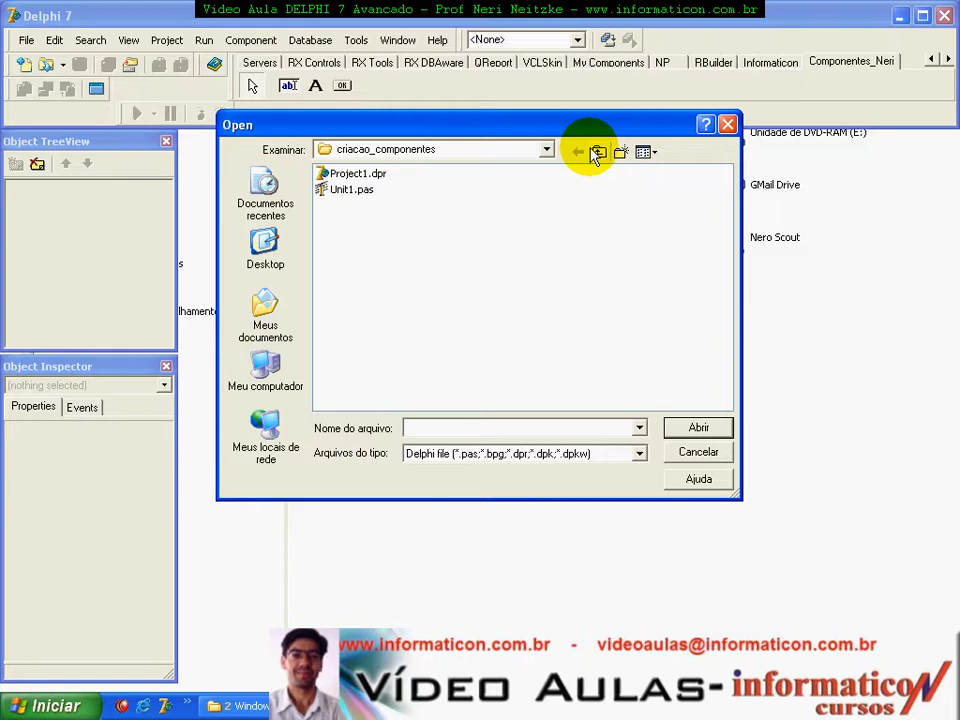 Video Aula DELPHI 7 Avancado - Prof Neri Neitzke - www.informaticon.com.br
Delphi 7
File Edit Search View Project Run Component Database Tools Window Help
<None>
Servers RX Controls RX Tools RX DBAware QReport VCLSkin My Components NP RBuilder Informaticon Componentes_Neri
abI A OK
Object TreeView
Open
Unidade de DVD-RAM (E:)
Examinar:
criacao_componentes
Project1.dpr
Unit1.pas
GMail Drive
Documentos
recentes
Nero Scout
Desktop
s
lhamento
Meus
documentos
Object Inspector
(nothing selected)
Meu computador
Properties Events
Nome do arquivo:
Abrir
Meus locais de
rede
Arquivos do tipo:
Delphi file (*.pas;*.bpg;*.dpr;*.dpk;*.dpkw)
Cancelar
Ajuda
www.informaticon.com.br - videoaulas@informaticon.com.br
VÍDEO AULAS- informaticon
cursos
Iniciar
2 Window